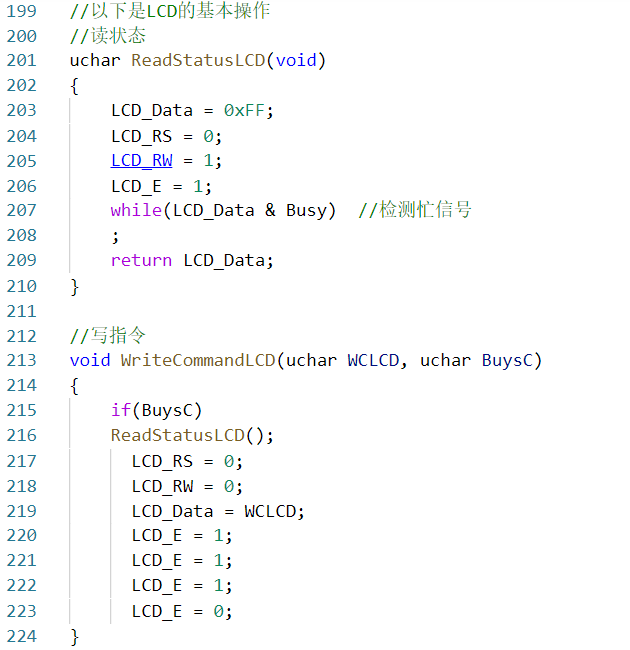 199 //以下是LCD的基本操作
200 //读状态
201 uchar ReadStatusLCD(void)
202 {
203 LCD_Data = 0xFF;
204 LCD_RS = 0;
205 LCD_RW = 1;
206 LCD_E = 1;
207 while(LCD_Data & Busy) //检测忙信号
208 ;
209 return LCD_Data;
210 }
211
212 //写指令
213 void WriteCommandLCD(uchar WCLCD, uchar BuysC)
214 {
215 if(BuysC)
216 ReadStatusLCD();
217 LCD_RS = 0;
218 LCD_RW = 0;
219 LCD_Data = WCLCD;
220 LCD_E = 1;
221 LCD_E = 1;
222 LCD_E = 1;
223 LCD_E = 0;
224 }